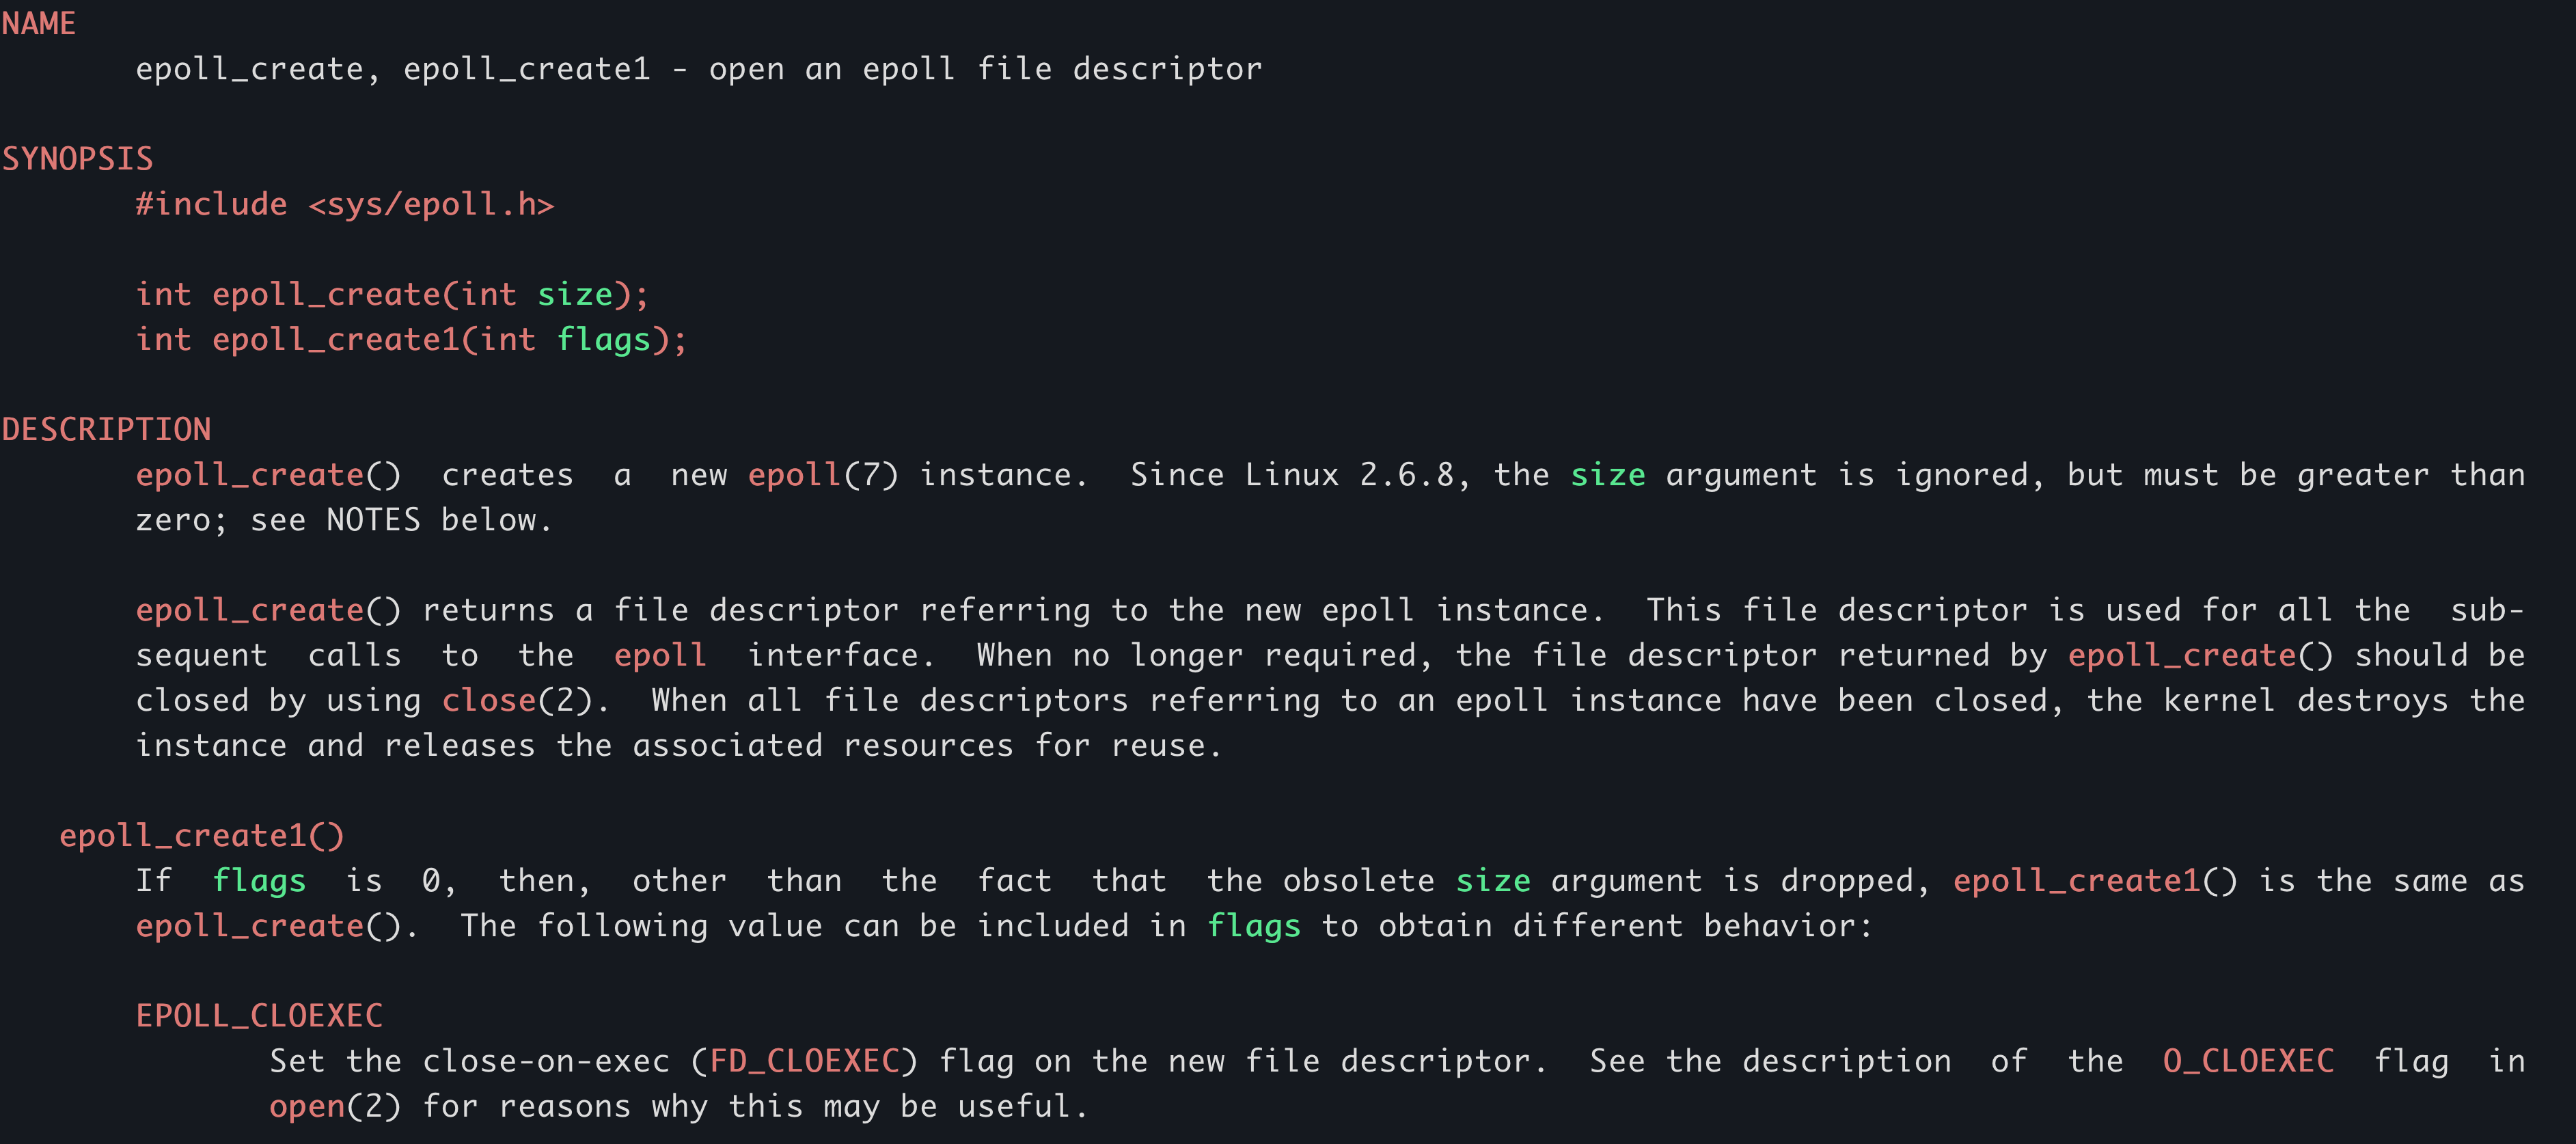 NAME
epoll_create, epoll_create1 - open an epoll file descriptor
SYNOPSIS
#include <sys/epoll.h>
int epoll_create(int size);
int epoll_create1(int flags);
DESCRIPTION
epoll_create()  creates  a  new epoll(7) instance.  Since Linux 2.6.8, the size argument is ignored, but must be greater than
zero; see NOTES below.
epoll_create() returns a file descriptor referring to the new epoll instance.  This file descriptor is used for all the  sub-
sequent  calls  to  the  epoll  interface.  When no longer required, the file descriptor returned by epoll_create() should be
closed by using close(2).  When all file descriptors referring to an epoll instance have been closed, the kernel destroys the
instance and releases the associated resources for reuse.
epoll_create1()
If  flags  is  0,  then,  other  than  the  fact  that  the obsolete size argument is dropped, epoll_create1() is the same as
epoll_create().  The following value can be included in flags to obtain different behavior:
EPOLL_CLOEXEC
Set the close-on-exec (FD_CLOEXEC) flag on the new file descriptor.  See the description  of  the  O_CLOEXEC  flag  in
open(2) for reasons why this may be useful.